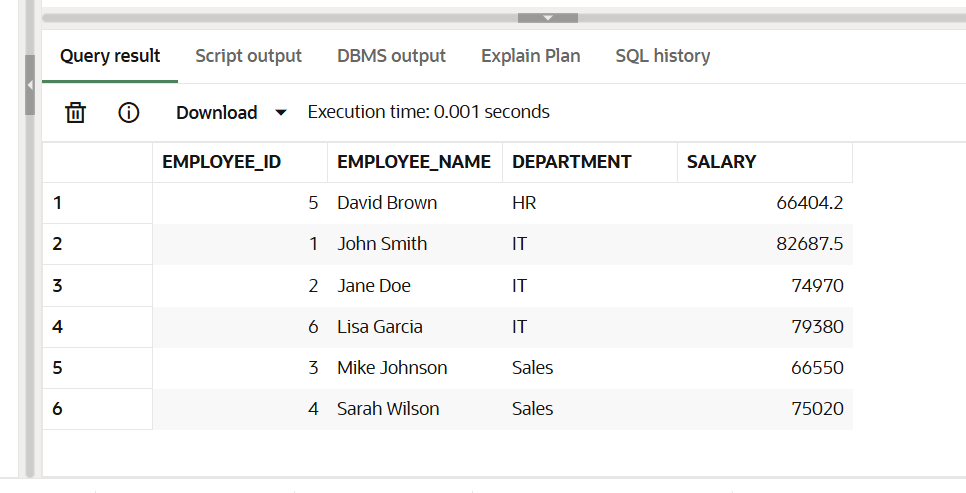 Query result Script output DBMS output Explain Plan SQL history
Download Execution time: 0.001 seconds
EMPLOYEE_ID EMPLOYEE_NAME DEPARTMENT SALARY
1 5 David Brown HR 66404.2
2 1 John Smith IT 82687.5
3 2 Jane Doe IT 74970
4 6 Lisa Garcia IT 79380
5 3 Mike Johnson Sales 66550
6 4 Sarah Wilson Sales 75020